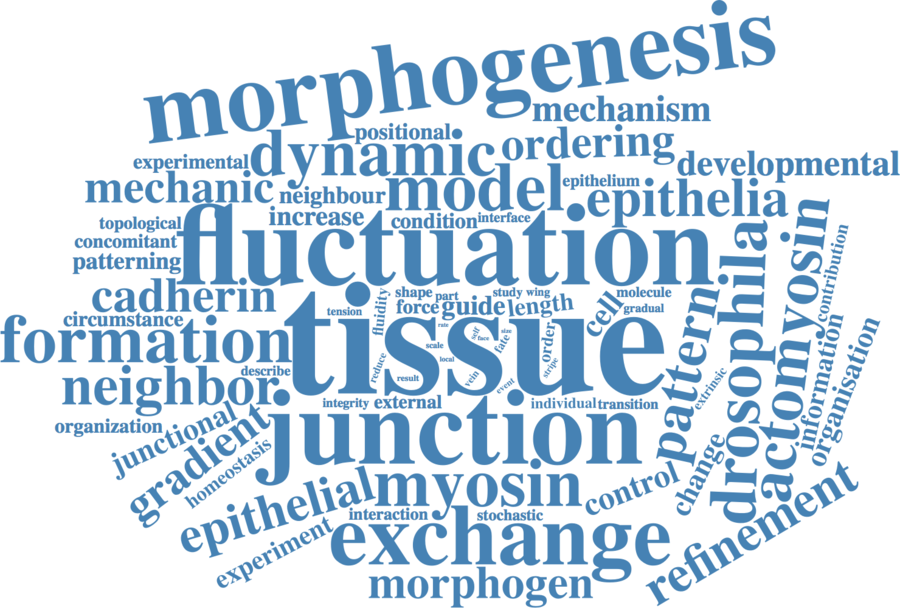 morphogenesis
mechanism
positional
ordering
experimental
dynamic
developmental
mechanic
neighbour
model
epithelium
epithelia
increase
condition
interface
topological
concomitant
patterning
fluctuation
cadherin
circumstance
formation
tension
fluidity
shape
part
study
wing
force
guide
length
molecule
gradual
cell
tissue
rate
self
face
size
scale
local
fate
order
stripe
reduce
result
vein
event
describe
neighbor
integrity
external
individual
transition
organization
junctional
gradient
homeostasis
junction
pattern
extrinsic
drosophila
actomyosin
contribution
information
organisation
change
control
epithelial
myosin
interaction
stochastic
experiment
exchange
refinement
morphogen